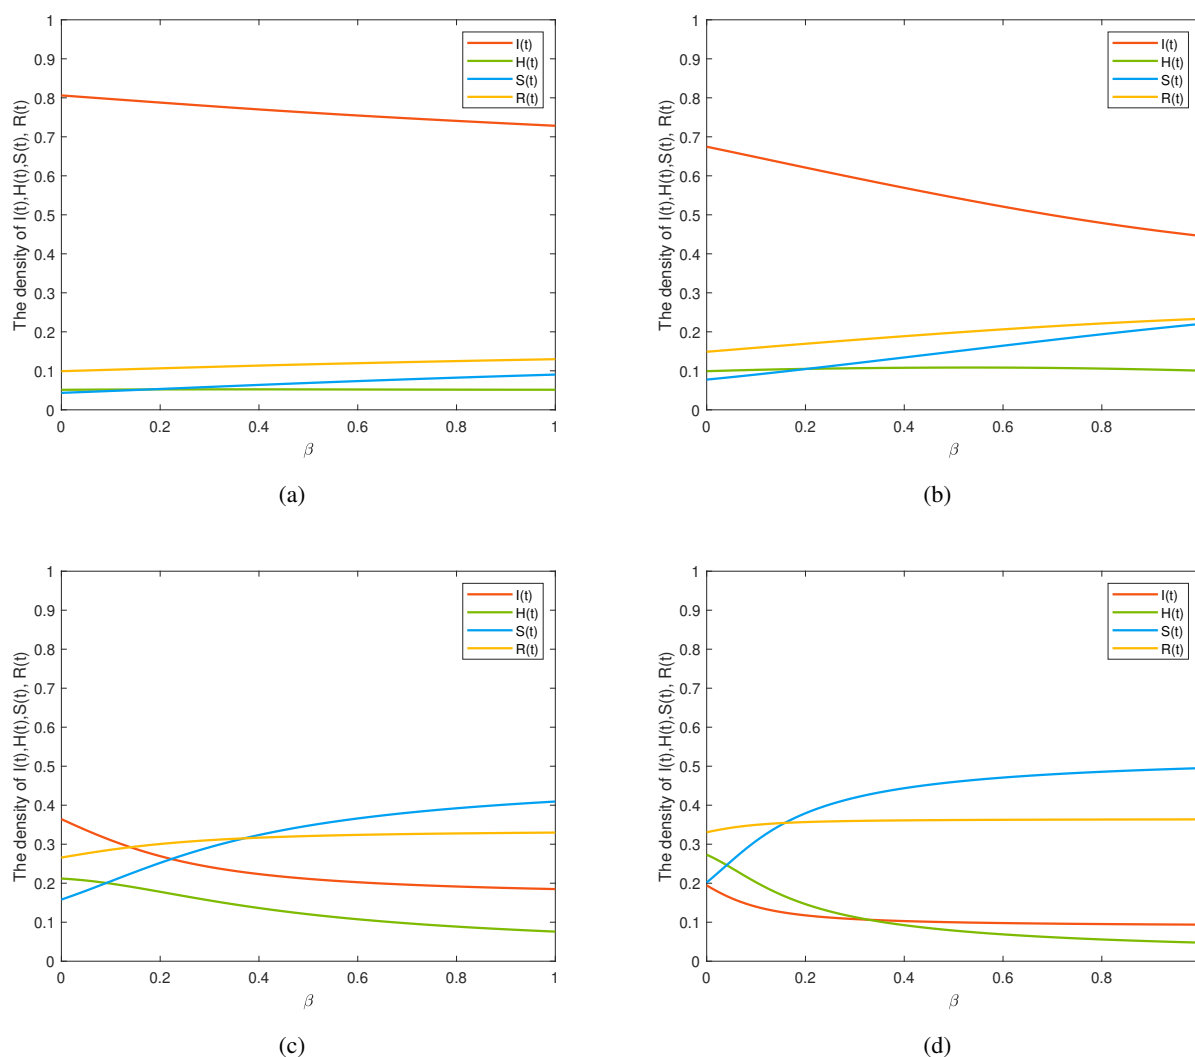 1
0.9
0.8
0.7
0.6
0.5
0.4
0.3
0.2
0.1
0
The density of I(t),H(t),S(t), R(t)
I(t)
H(t)
S(t)
R(t)
0 0.2 0.4 0.6 0.8 1
β
(a)
1
0.9
0.8
0.7
0.6
0.5
0.4
0.3
0.2
0.1
0
The density of I(t),H(t),S(t), R(t)
I(t)
H(t)
S(t)
R(t)
0 0.2 0.4 0.6 0.8
β
(b)
1
0.9
0.8
0.7
0.6
0.5
0.4
0.3
0.2
0.1
0
The density of I(t),H(t),S(t), R(t)
I(t)
H(t)
S(t)
R(t)
0 0.2 0.4 0.6 0.8 1
β
(c)
1
0.9
0.8
0.7
0.6
0.5
0.4
0.3
0.2
0.1
0
The density of I(t),H(t),S(t), R(t)
I(t)
H(t)
S(t)
R(t)
0 0.2 0.4 0.6 0.8
β
(d)